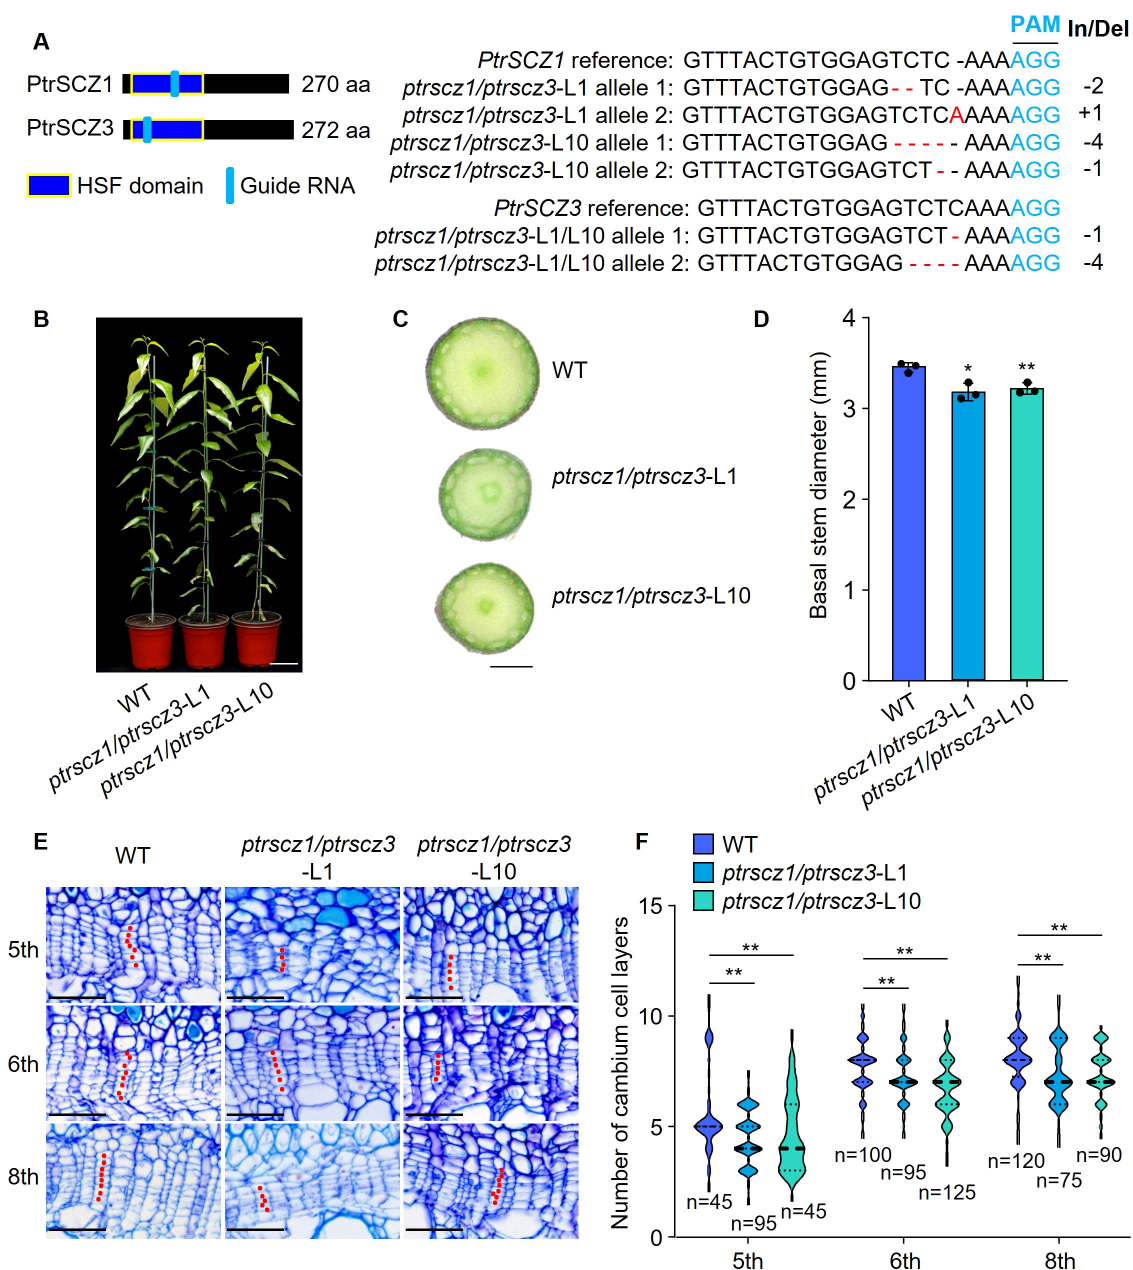 A
PAM
In/Del
PtrSCZ1 270 aa
PtrSCZ3 272 aa
HSF domain Guide RNA
PtrSCZ1 reference: GTTTACTGTGGAGTCTC -AAAAGG
ptrscz1/ptrscz3-L1 allele 1: GTTTACTGTGGAG- - TC -AAAAGG -2
ptrscz1/ptrscz3-L1 allele 2: GTTTACTGTGGAGTCTCAAAAAGG +1
ptrscz1/ptrscz3-L10 allele 1: GTTTACTGTGGAG - - - - - AAAAGG -4
ptrscz1/ptrscz3-L10 allele 2: GTTTACTGTGGAGTCT - - AAAAGG -1
PtrSCZ3 reference: GTTTACTGTGGAGTCTCAAAAGG
ptrscz1/ptrscz3-L1/L10 allele 1: GTTTACTGTGGAGTCT - AAAAGG -1
ptrscz1/ptrscz3-L1/L10 allele 2: GTTTACTGTGGAG - - - - AAAAGG -4
B
WT
ptrscz1/ptrscz3-L1
ptrscz1/ptrscz3-L10
C
WT
ptrscz1/ptrscz3-L1
ptrscz1/ptrscz3-L10
D
Basal stem diameter (mm)
4
3
2
1
0
*
**
WT
ptrscz1/ptrscz3-L1
ptrscz1/ptrscz3-L10
E
WT
ptrscz1/ptrscz3
-L1
ptrscz1/ptrscz3
-L10
5th
6th
8th
F
WT
ptrscz1/ptrscz3-L1
ptrscz1/ptrscz3-L10
Number of cambium cell layers
15
10
5
0
**
**
**
**
**
**
n=45
n=95
n=45
n=100
n=95
n=125
n=120
n=75
n=90
5th
6th
8th